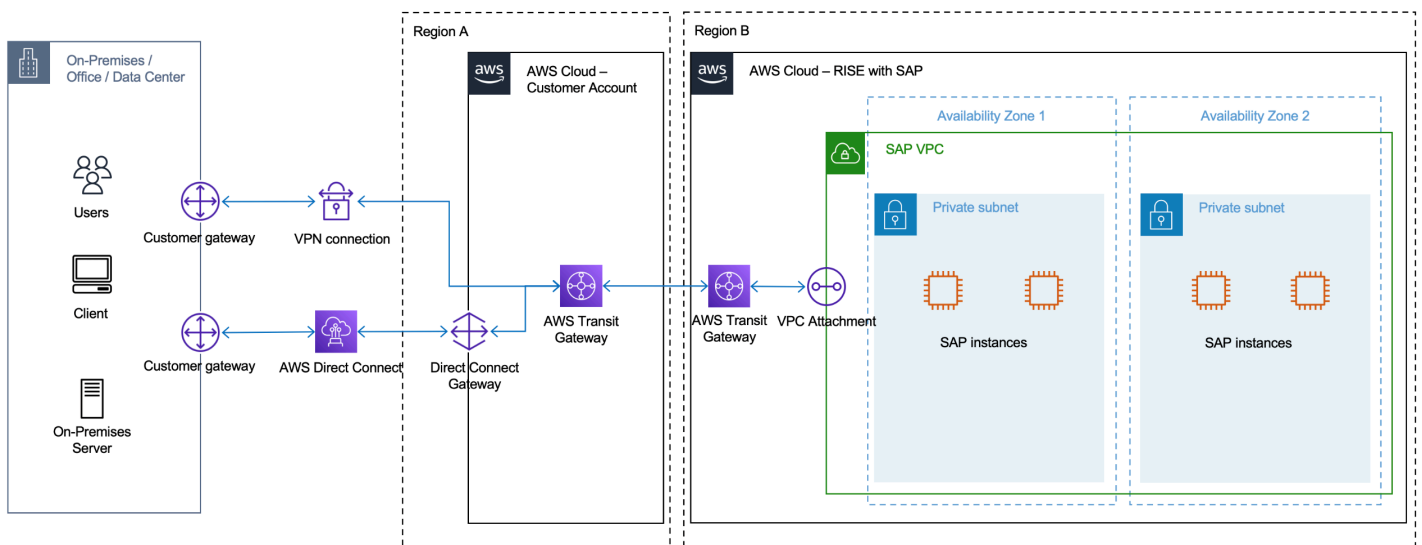 Region A
Region B
On-Premises /
Office / Data Center
aws
AWS Cloud –
Customer Account
aws
AWS Cloud – RISE with SAP
Availability Zone 1
Availability Zone 2
SAP VPC
Users
Customer gateway
VPN connection
Private subnet
Private subnet
Client
AWS Transit
Gateway
AWS Transit
Gateway
VPC Attachment
SAP instances
SAP instances
Customer gateway
AWS Direct Connect
Direct Connect
Gateway
On-Premises
Server